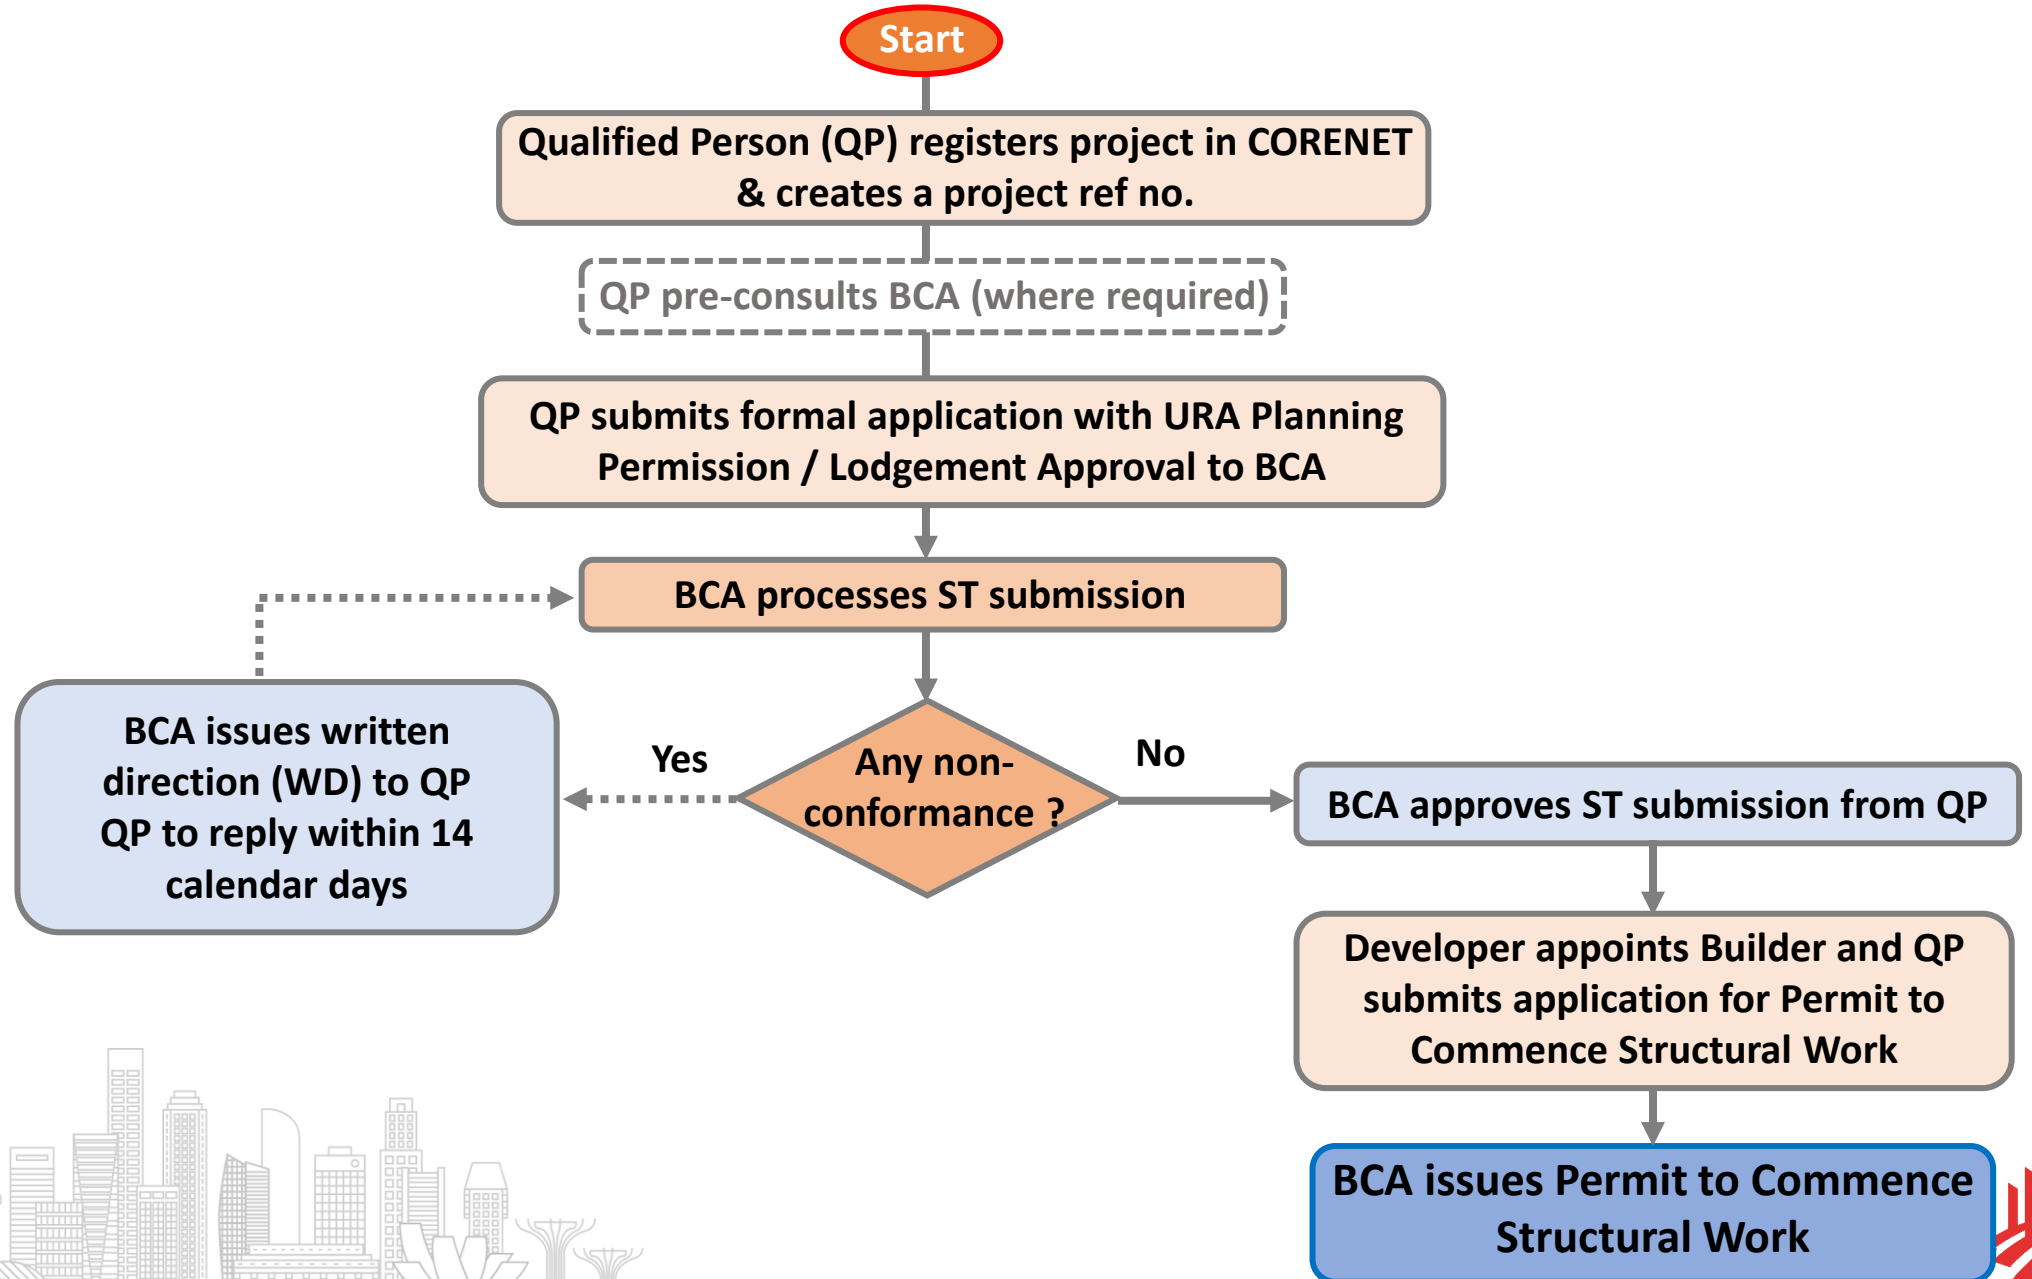 Start
Qualified Person (QP) registers project in CORENET
& creates a project ref no.
QP pre-consults BCA (where required)
QP submits formal application with URA Planning
Permission / Lodgement Approval to BCA
BCA processes ST submission
BCA issues written
direction (WD) to QP
QP to reply within 14
calendar days
Yes
Any non-
conformance ?
No
BCA approves ST submission from QP
Developer appoints Builder and QP
submits application for Permit to
Commence Structural Work
BCA issues Permit to Commence
Structural Work